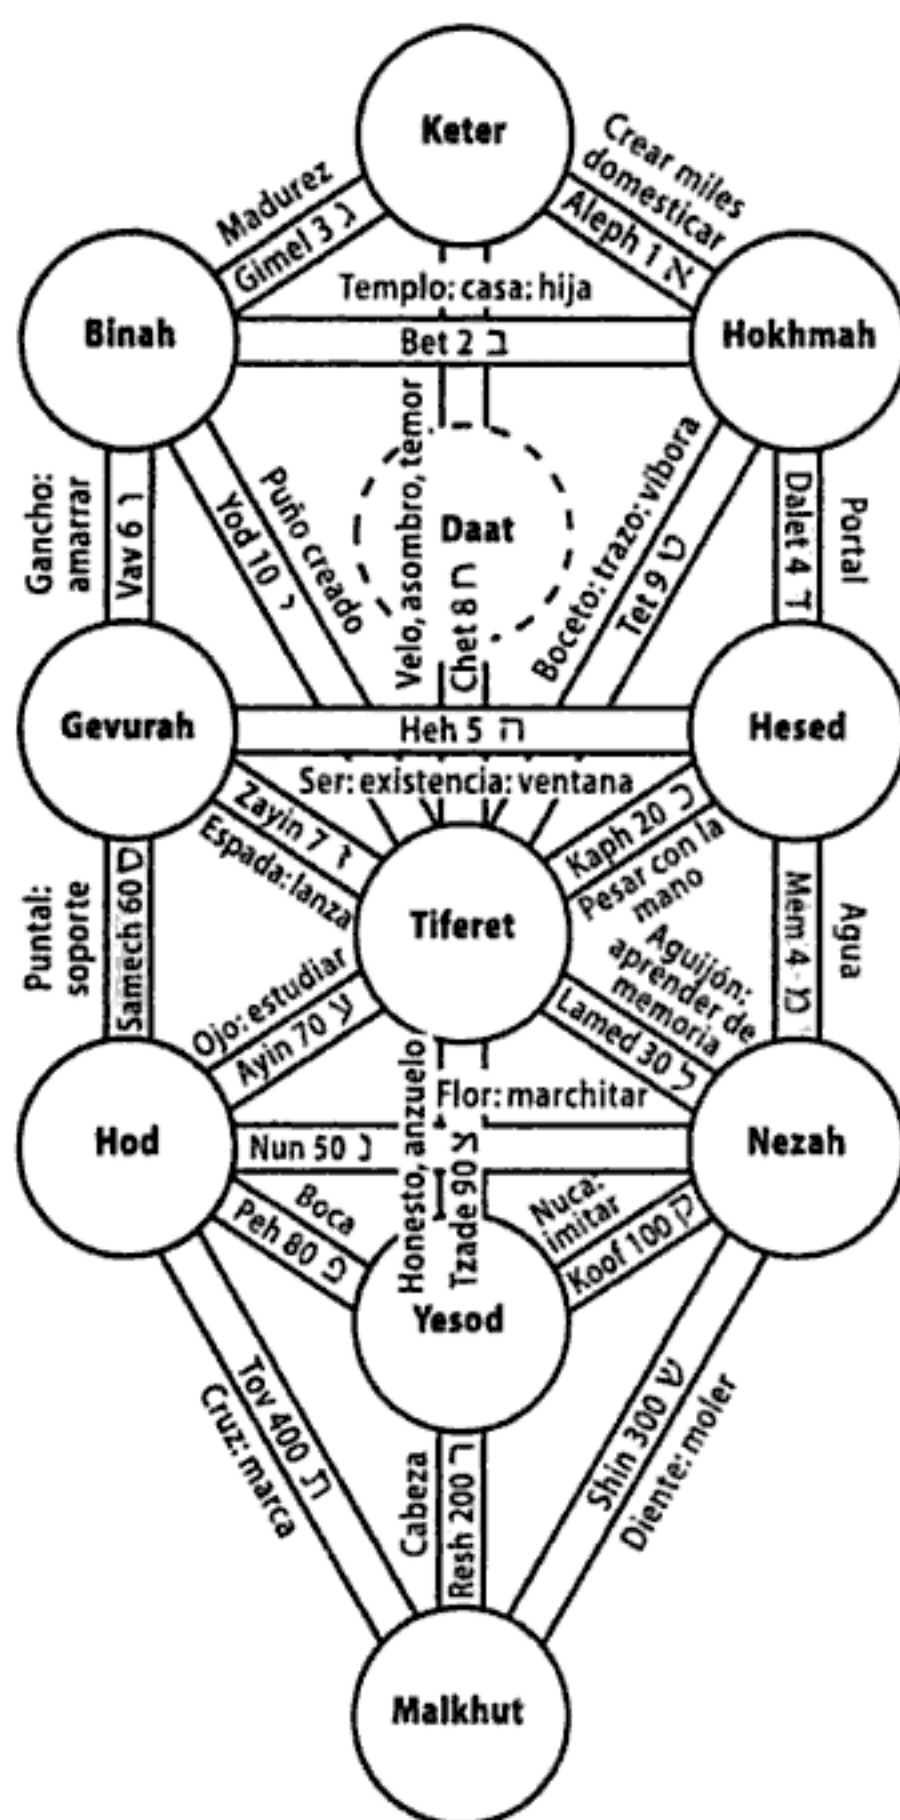 Keter
Crear miles
domesticar
Aleph 1 א
Madurez
Gimel 3 ג
Templo: casa: hija
Binah
Bet 2 ב
Hokhmah
Gancho:
amarrar
Vav 6 ו
Yod 10 י
Puño creado
Velo, asombro, temor
Daat
Chet 8 ח
Boceto: trazo: víbora
Tet 9 ט
Dalet 4 ד
Portal
Gevurah
Heh 5 ה
Hesed
Ser: existencia: ventana
Zayin 7 ז
Espada: lanza
Kaph 20 כ
Pesar con la
mano
Puntal:
soporte
Samech 60 ס
Tiferet
Aguijón;
aprender de
memoria
Lamed 30 ל
Mem 4 מ
Agua
Ojo: estudiar
Ayin 70 ע
Flor: marchitar
Hod
Nun 50 נ
Honesto, anzuelo
Tzade 90 צ
Nezah
Boca
Peh 80 פ
Nuca:
imitar
Koof 100 ק
Yesod
Tov 400 ת
Cruz: marca
Cabeza
Resh 200 ר
Shin 300 ש
Diente: moler
Malkhut